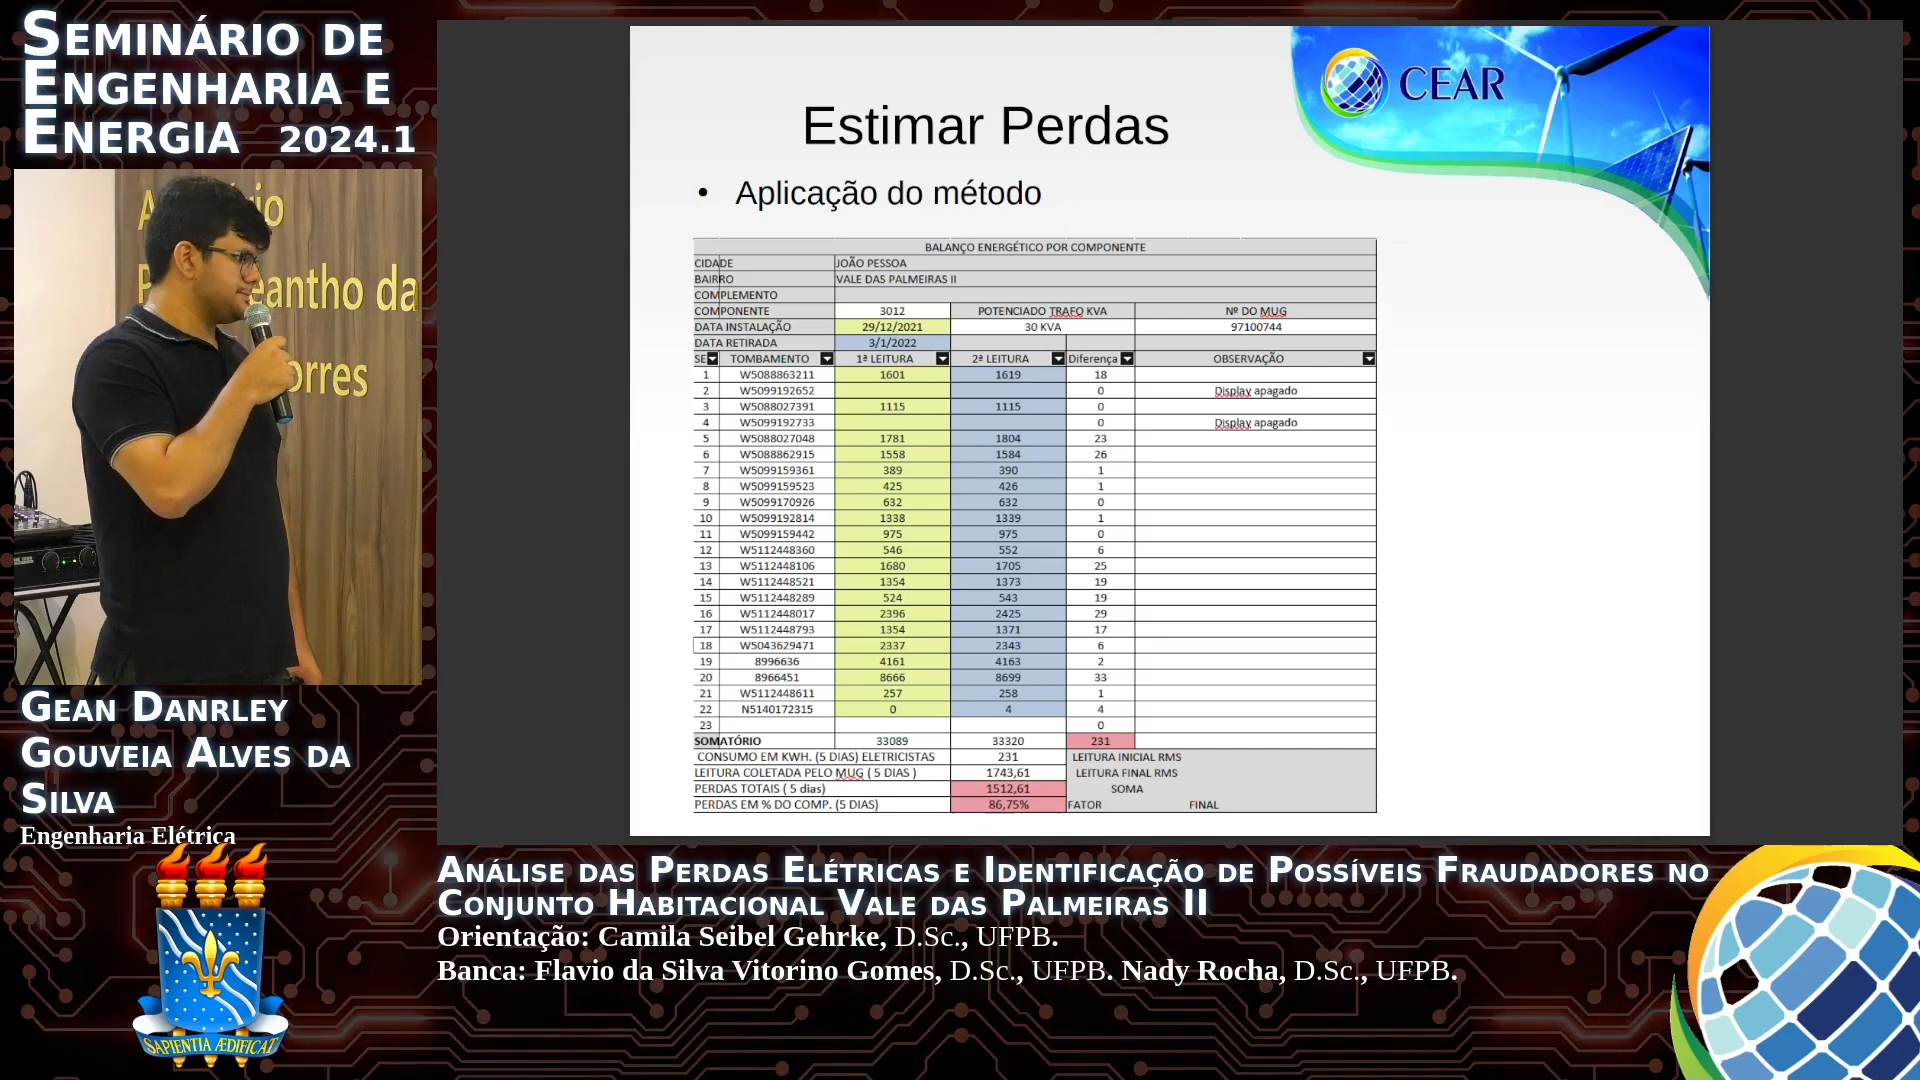 SEMINÁRIO DE
ENGENHARIA E
ENERGIA 2024.1
GEAN DANRLEY
GOUVEIA ALVES DA
SILVA
Engenharia Elétrica
SAPIENTIA ÆDIFICAT
CEAR
Estimar Perdas
• Aplicação do método
BALANÇO ENERGÉTICO POR COMPONENTE
CIDADE JOÃO PESSOA
BAIRRO VALE DAS PALMEIRAS II
COMPLEMENTO
COMPONENTE 3012 POTENCIADO TRAFO KVA Nº DO MUG
DATA INSTALAÇÃO 29/12/2021 30 KVA 97100744
DATA RETIRADA 3/1/2022
SE TOMBAMENTO 1ª LEITURA 2ª LEITURA Diferença OBSERVAÇÃO
1 W5088863211 1601 1619 18
2 W5099192652 0 Display apagado
3 W5088027391 1115 1115 0
4 W5099192733 0 Display apagado
5 W5088027048 1781 1804 23
6 W5088862915 1558 1584 26
7 W5099159361 389 390 1
8 W5099159523 425 426 1
9 W5099170926 632 632 0
10 W5099192814 1338 1339 1
11 W5099159442 975 975 0
12 W5112448360 546 552 6
13 W5112448106 1680 1705 25
14 W5112448521 1354 1373 19
15 W5112448289 524 543 19
16 W5112448017 2396 2425 29
17 W5112448793 1354 1371 17
18 W5043629471 2337 2343 6
19 8996636 4161 4163 2
20 8966451 8666 8699 33
21 W5112448611 257 258 1
22 N5140172315 0 4 4
23 0
SOMATÓRIO 33089 33320 231
CONSUMO EM KWH. (5 DIAS) ELETRICISTAS 231 LEITURA INICIAL RMS
LEITURA COLETADA PELO MUG ( 5 DIAS ) 1743,61 LEITURA FINAL RMS
PERDAS TOTAIS ( 5 dias) 1512,61 SOMA
PERDAS EM % DO COMP. (5 DIAS) 86,75% FATOR FINAL
ANÁLISE DAS PERDAS ELÉTRICAS E IDENTIFICAÇÃO DE POSSÍVEIS FRAUDADORES NO
CONJUNTO HABITACIONAL VALE DAS PALMEIRAS II
Orientação: Camila Seibel Gehrke, D.Sc., UFPB.
Banca: Flavio da Silva Vitorino Gomes, D.Sc., UFPB. Nady Rocha, D.Sc., UFPB.